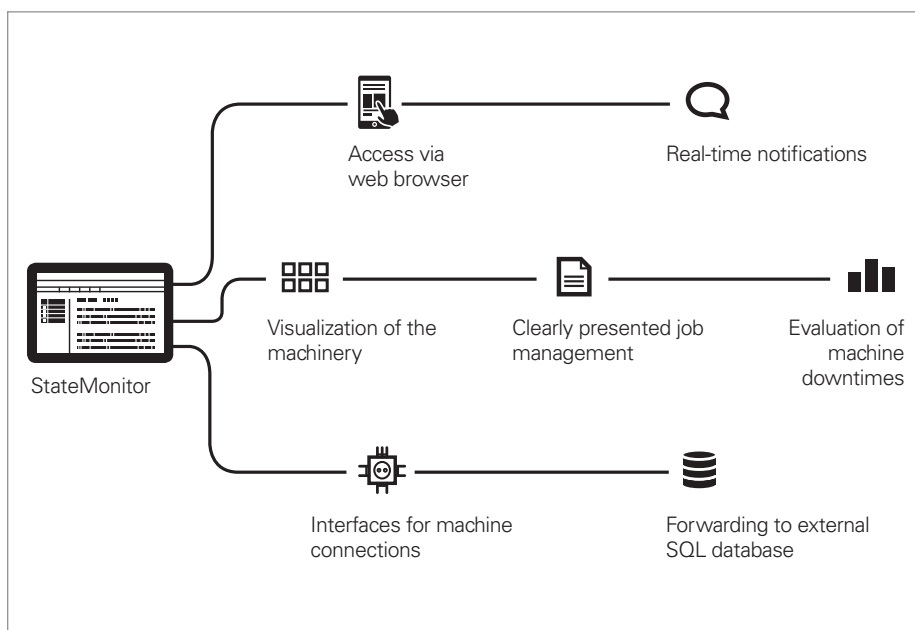 Access via
web browser
Real-time notifications
Visualization of the
machinery
Clearly presented job
management
Evaluation of
machine
downtimes
StateMonitor
Interfaces for machine
connections
Forwarding to external
SQL database